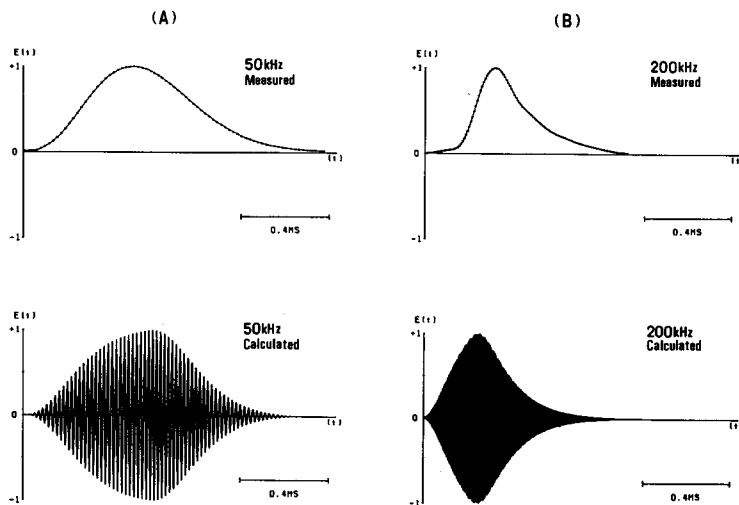 (A)
E(t)
+1
50kHz
Measured
0
(t)
0.4MS
-1
(B)
E(t)
+1
200kHz
Measured
0
(t
0.4MS
-1
E(t)
+1
50kHz
Calculated
0
(t)
0.4MS
-1
E(t)
+1
200kHz
Calculated
0
(t
0.4MS
-1